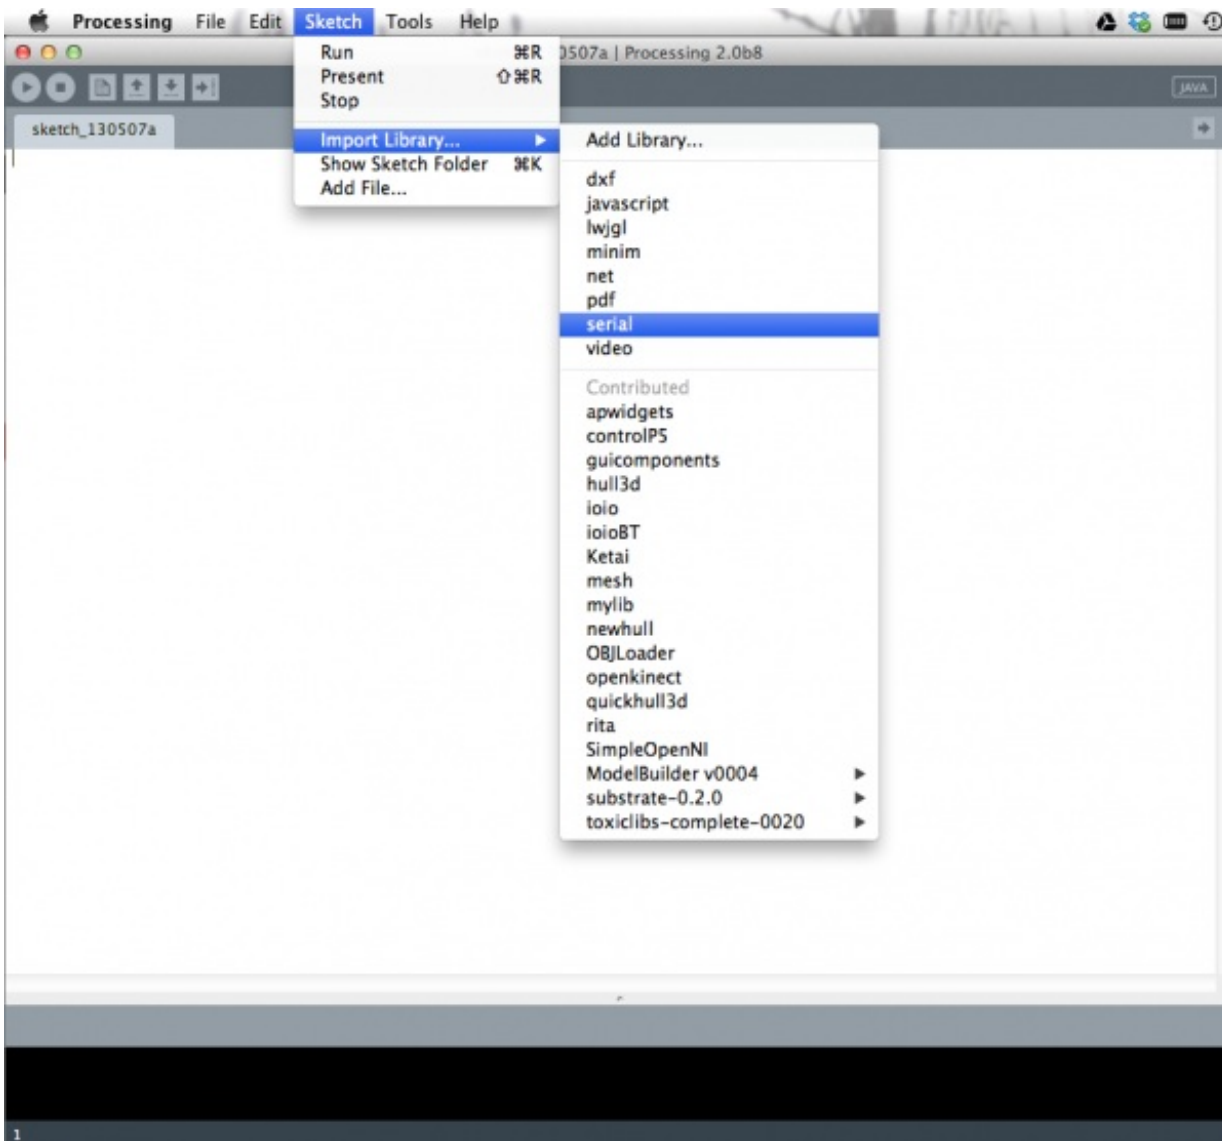 Processing File Edit Sketch Tools Help
0507a | Processing 2.0b8
JAVA
sketch_130507a
Run ⌘R
Present ⇧⌘R
Stop
Import Library... ▶
Show Sketch Folder ⌘K
Add File...
Add Library...
dxf
javascript
lwjgl
minim
net
pdf
serial
video
Contributed
apwidgets
controlP5
guicomponents
hull3d
ioio
ioioBT
Ketai
mesh
mylib
newhull
OBJLoader
openkinect
quickhull3d
rita
SimpleOpenNI
ModelBuilder v0004 ▶
substrate-0.2.0 ▶
toxiclibs-complete-0020 ▶
1